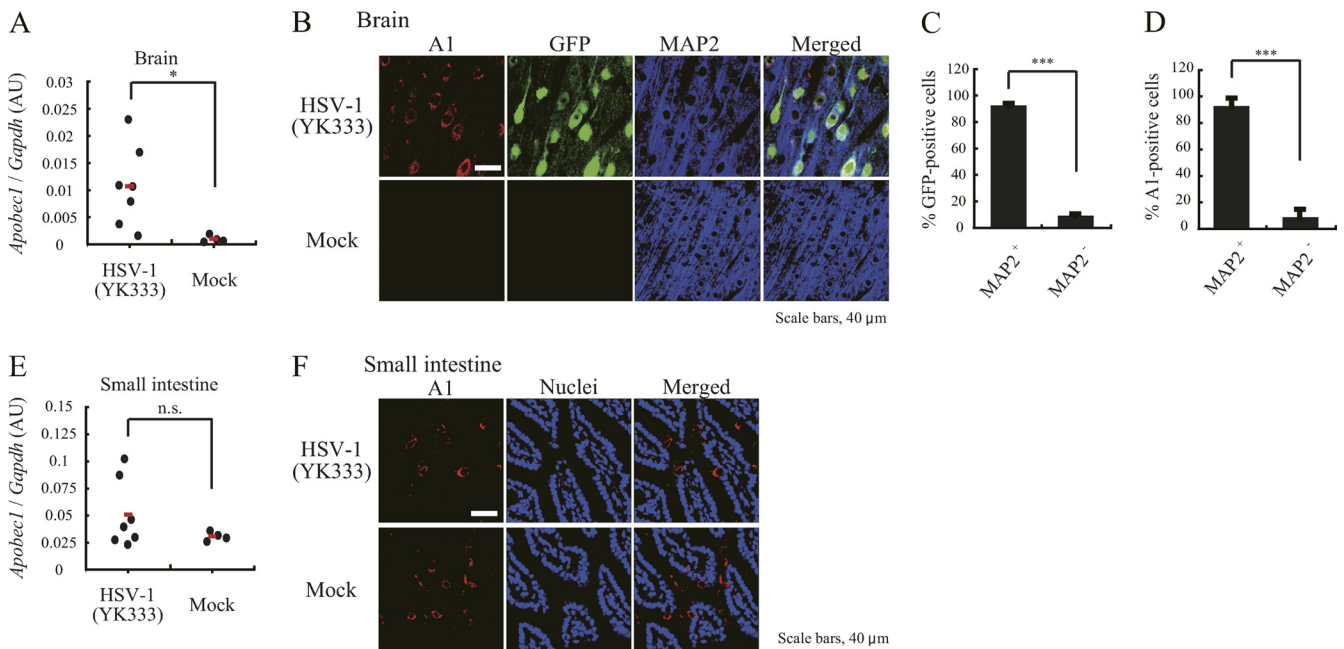 A
Brain
*
Apobec1 / Gapdh (AU)
0.03
0.025
0.02
0.015
0.01
0.005
0
HSV-1
(YK333)
Mock
B
Brain
A1
GFP
MAP2
Merged
HSV-1
(YK333)
Mock
Scale bars, 40 μm
C
***
% GFP-positive cells
120
100
80
60
40
20
0
MAP2+
MAP2-
D
***
% A1-positive cells
120
100
80
60
40
20
0
MAP2+
MAP2-
E
Small intestine
n.s.
Apobec1 / Gapdh (AU)
0.15
0.125
0.1
0.075
0.05
0.025
0
HSV-1
(YK333)
Mock
F
Small intestine
A1
Nuclei
Merged
HSV-1
(YK333)
Mock
Scale bars, 40 μm